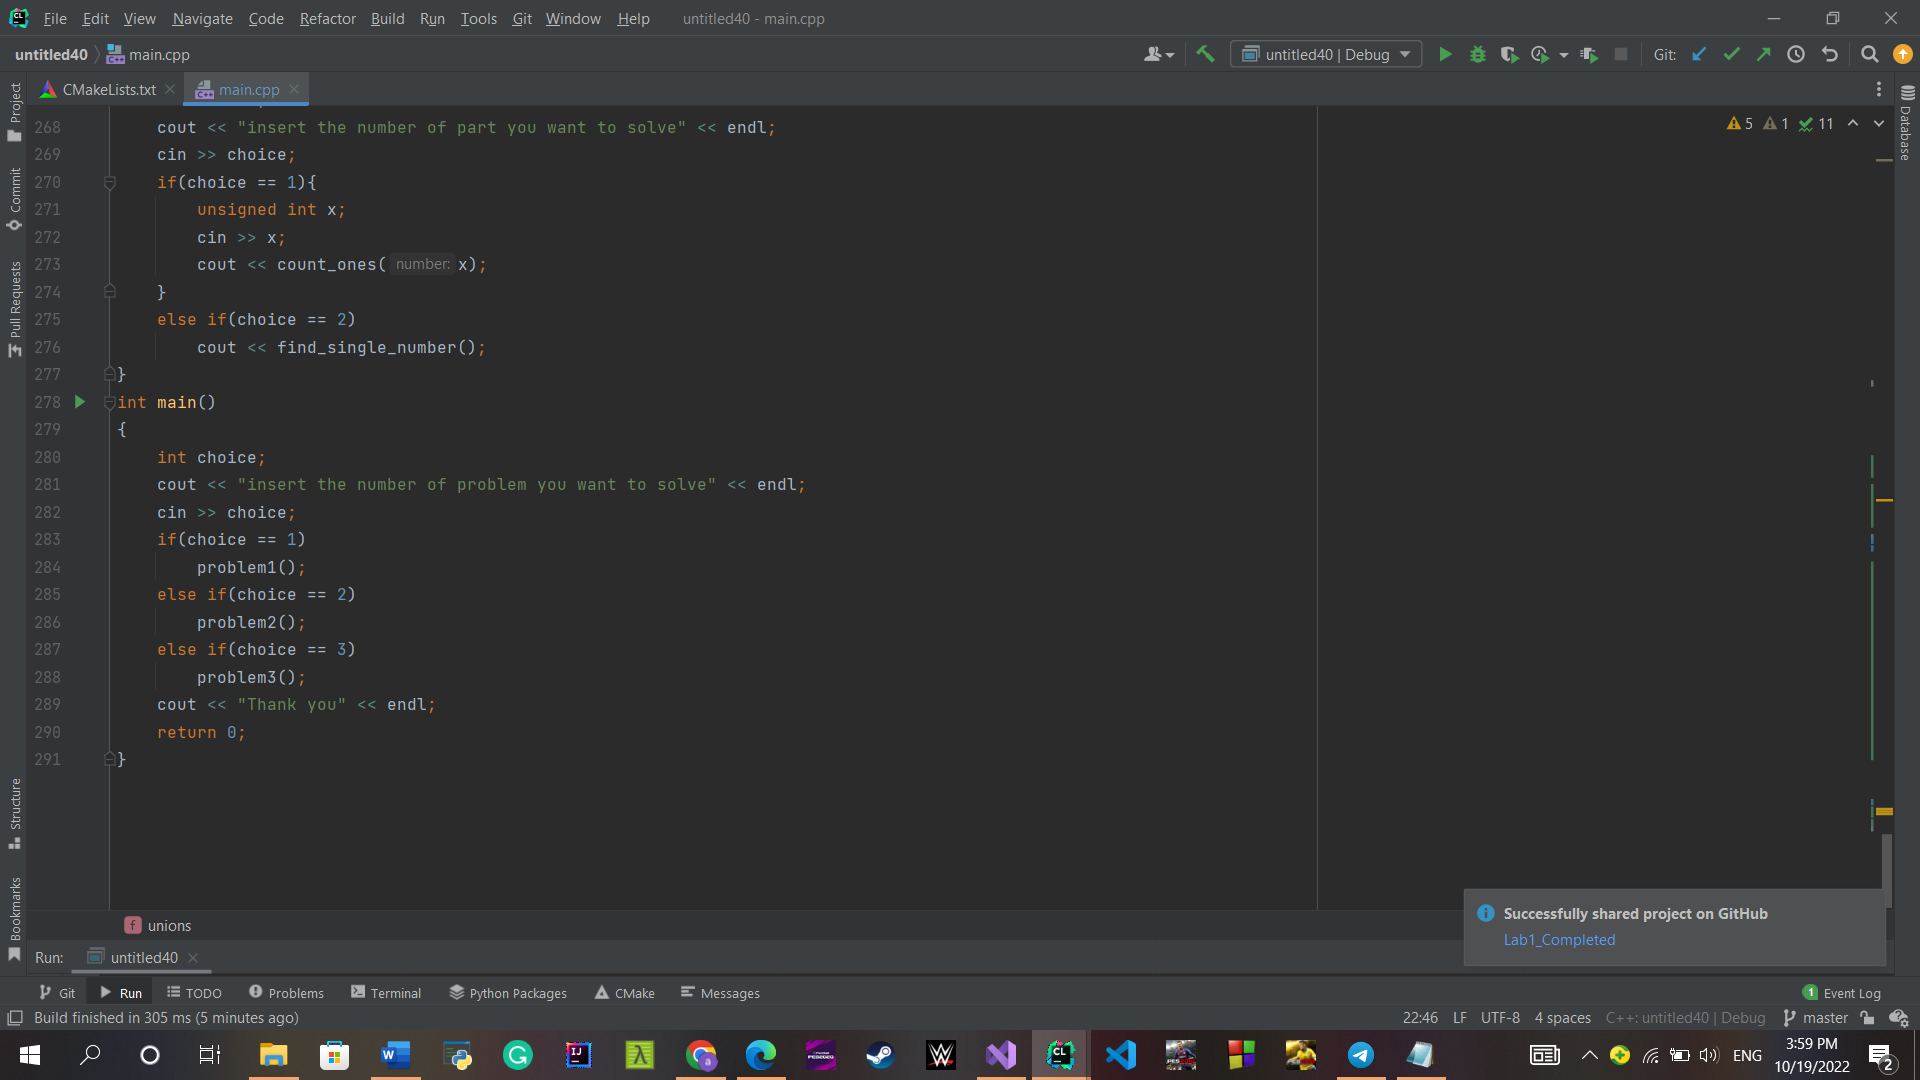 File Edit View Navigate Code Refactor Build Run Tools Git Window Help untitled40 - main.cpp
untitled40 main.cpp untitled40 | Debug Git:
CMakeLists.txt main.cpp
268 cout << "insert the number of part you want to solve" << endl;
269 cin >> choice;
270 if(choice == 1){
271 unsigned int x;
272 cin >> x;
273 cout << count_ones( number: x);
274 }
275 else if(choice == 2)
276 cout << find_single_number();
277 }
278 int main()
279 {
280 int choice;
281 cout << "insert the number of problem you want to solve" << endl;
282 cin >> choice;
283 if(choice == 1)
284 problem1();
285 else if(choice == 2)
286 problem2();
287 else if(choice == 3)
288 problem3();
289 cout << "Thank you" << endl;
290 return 0;
291 }
5 1 11
Project
Commit
Pull Requests
Structure
Bookmarks
Database
f unions
Successfully shared project on GitHub
Lab1_Completed
Run: untitled40
Git Run TODO Problems Terminal Python Packages CMake Messages 1 Event Log
Build finished in 305 ms (5 minutes ago) 22:46 LF UTF-8 4 spaces C++: untitled40 | Debug master
ENG 3:59 PM
10/19/2022 2